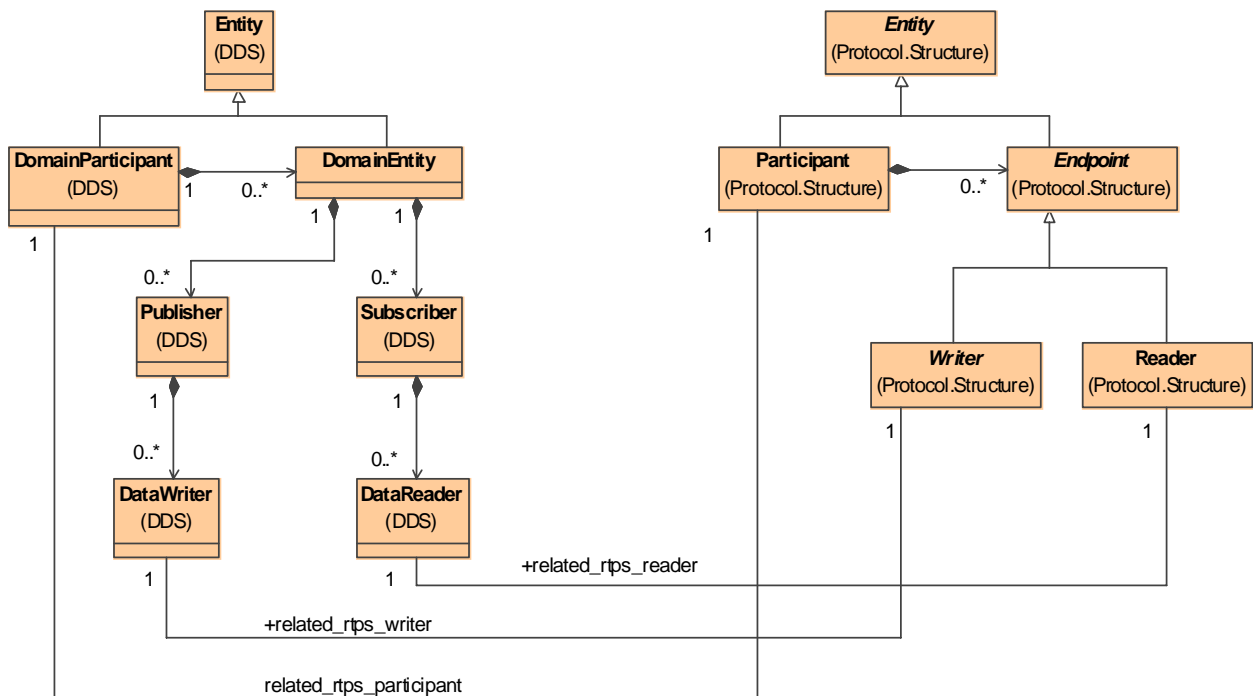 Entity
(DDS)
Entity
(Protocol.Structure)
DomainParticipant
(DDS)
1
0..*
DomainEntity
Participant
(Protocol.Structure)
0..*
Endpoint
(Protocol.Structure)
1
1
1
1
0..*
0..*
Publisher
(DDS)
Subscriber
(DDS)
Writer
(Protocol.Structure)
Reader
(Protocol.Structure)
1
1
1
1
0..*
0..*
DataWriter
(DDS)
DataReader
(DDS)
1
1
+related_rtps_reader
+related_rtps_writer
related_rtps_participant